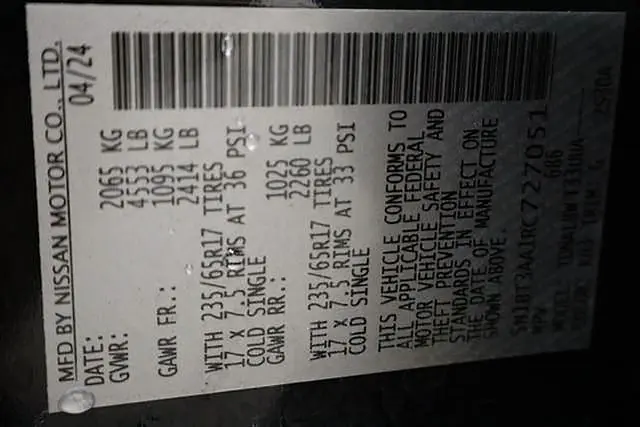 MFD BY NISSAN MOTOR CO., LTD.
DATE: 04/24
GVWR: 2065 KG
4553 LB
GAWR FR.: 1095 KG
2414 LB
WITH 235/65R17 TIRES
17 X 7.5 RIMS AT 36 PSI
COLD SINGLE
GAWR RR.: 1025 KG
2260 LB
WITH 235/65R17 TIRES
17 X 7.5 RIMS AT 33 PSI
COLD SINGLE
THIS VEHICLE CONFORMS TO
ALL APPLICABLE FEDERAL
MOTOR VEHICLE SAFETY AND
THEFT PREVENTION
STANDARDS IN EFFECT ON
THE DATE OF MANUFACTURE
SHOWN ABOVE.
MPV
TRIM G